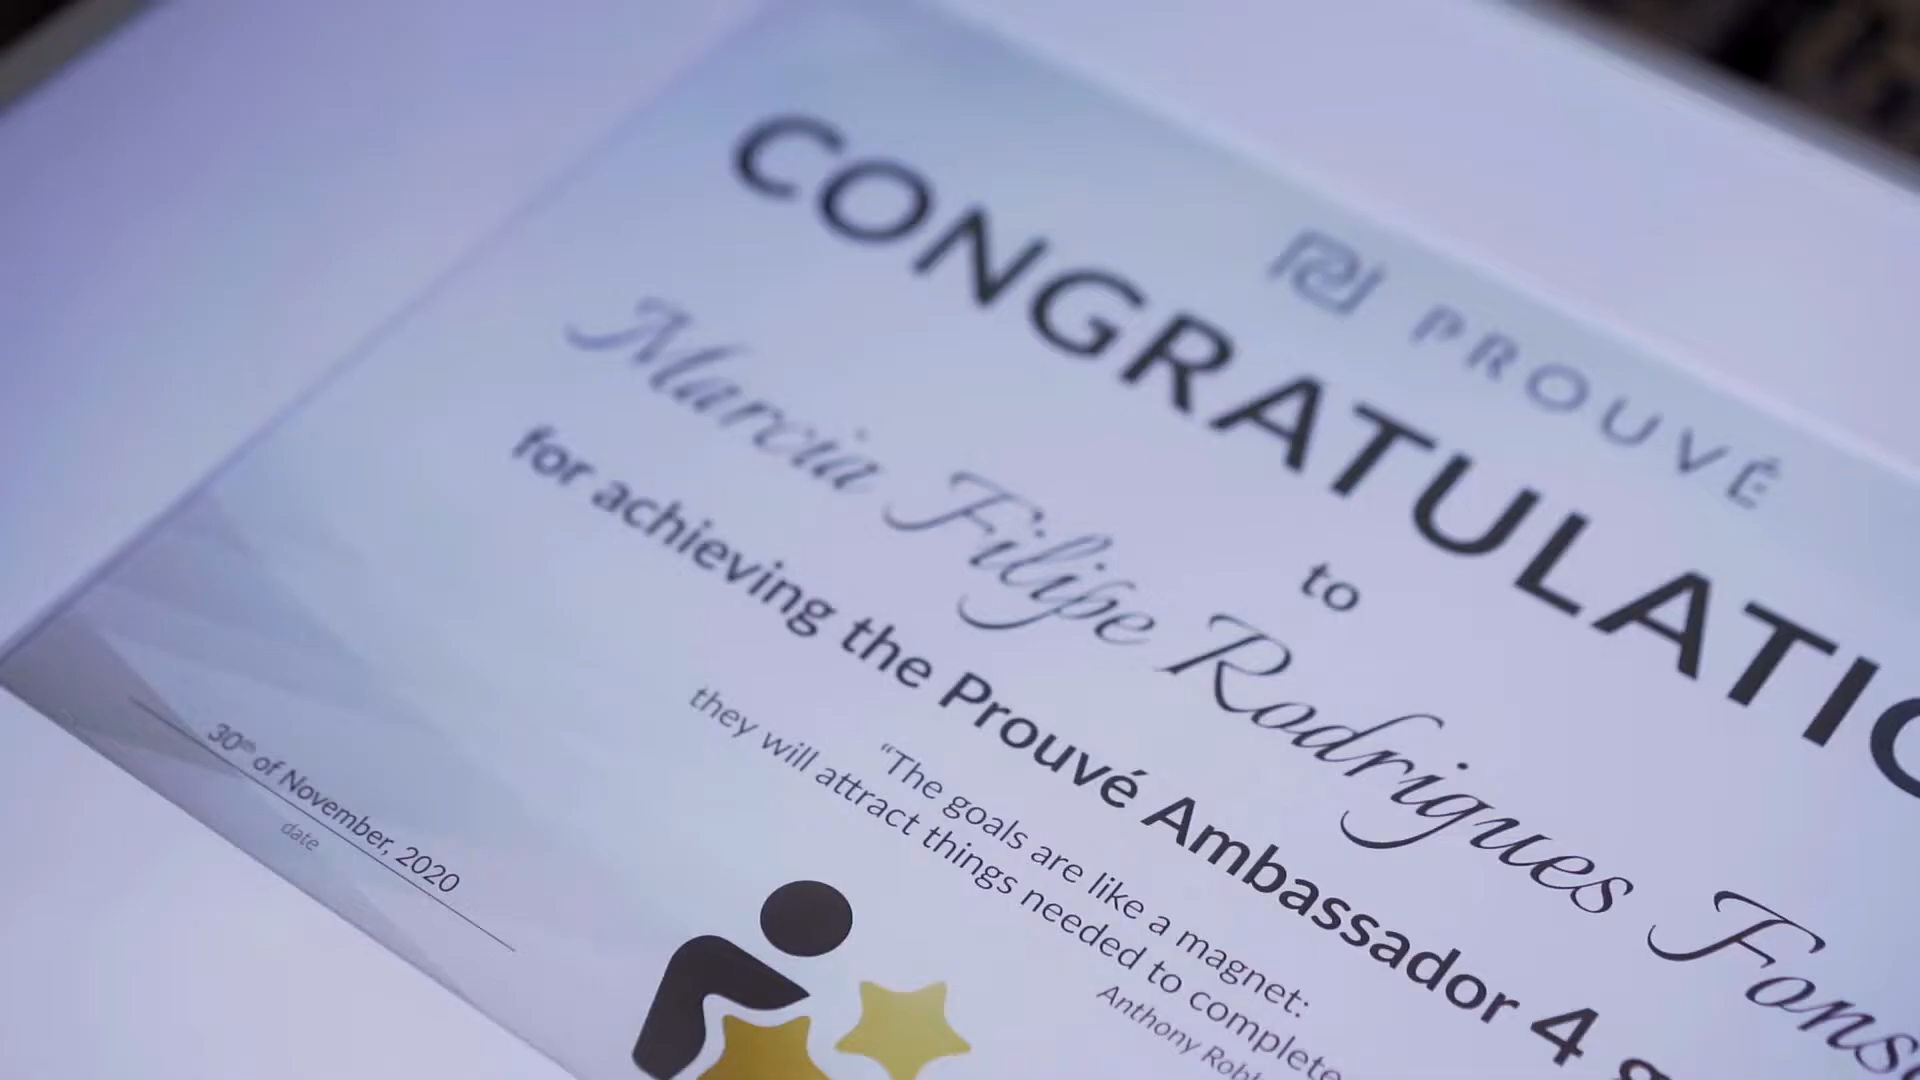 PROUVÉ
CONGRATULATIO
to
Marcia Filipe Rodrigues Fons
for achieving the Prouvé Ambassador 4
"The goals are like a magnet:
they will attract things needed to complete
Anthony Robb
30th of November, 2020
date